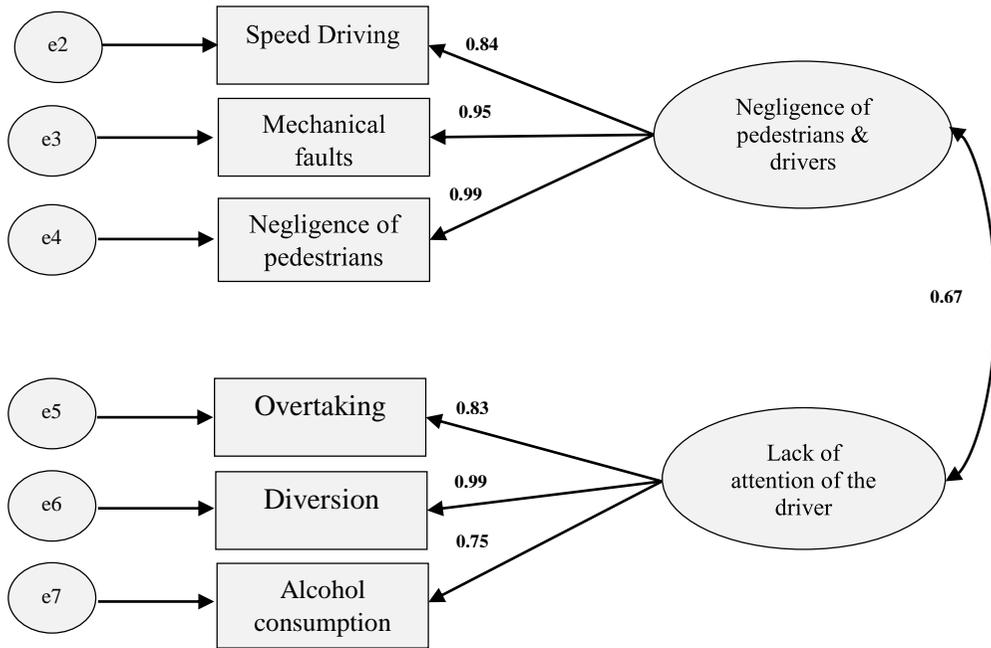 e2
Speed Driving
0.84
e3
Mechanical
faults
0.95
e4
Negligence of
pedestrians
0.99
Negligence of
pedestrians &
drivers
0.67
e5
Overtaking
0.83
e6
Diversion
0.99
e7
Alcohol
consumption
0.75
Lack of
attention of the
driver